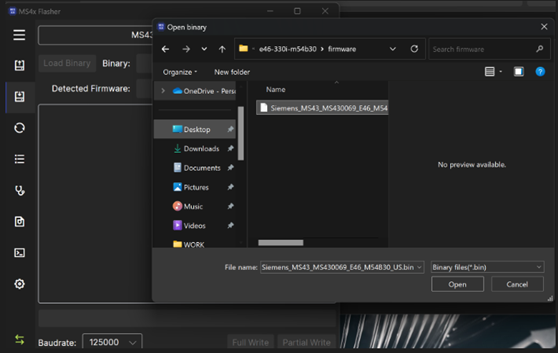 MS4x Flasher
MS43
Load Binary
Binary:
Detected Firmware:
Baudrate:
125000
Full Write
Partial Write
Open binary
e46-330i-m54b30
firmware
Search firmware
Organize
New folder
OneDrive - Pers
Desktop
Downloads
Documents
Pictures
Music
Videos
WORK
Name
Siemens_MS43_MS430069_E46_M54
No preview available.
File name:
Siemens_MS43_MS430069_E46_M54B30_US.bin
Binary files(*.bin)
Open
Cancel